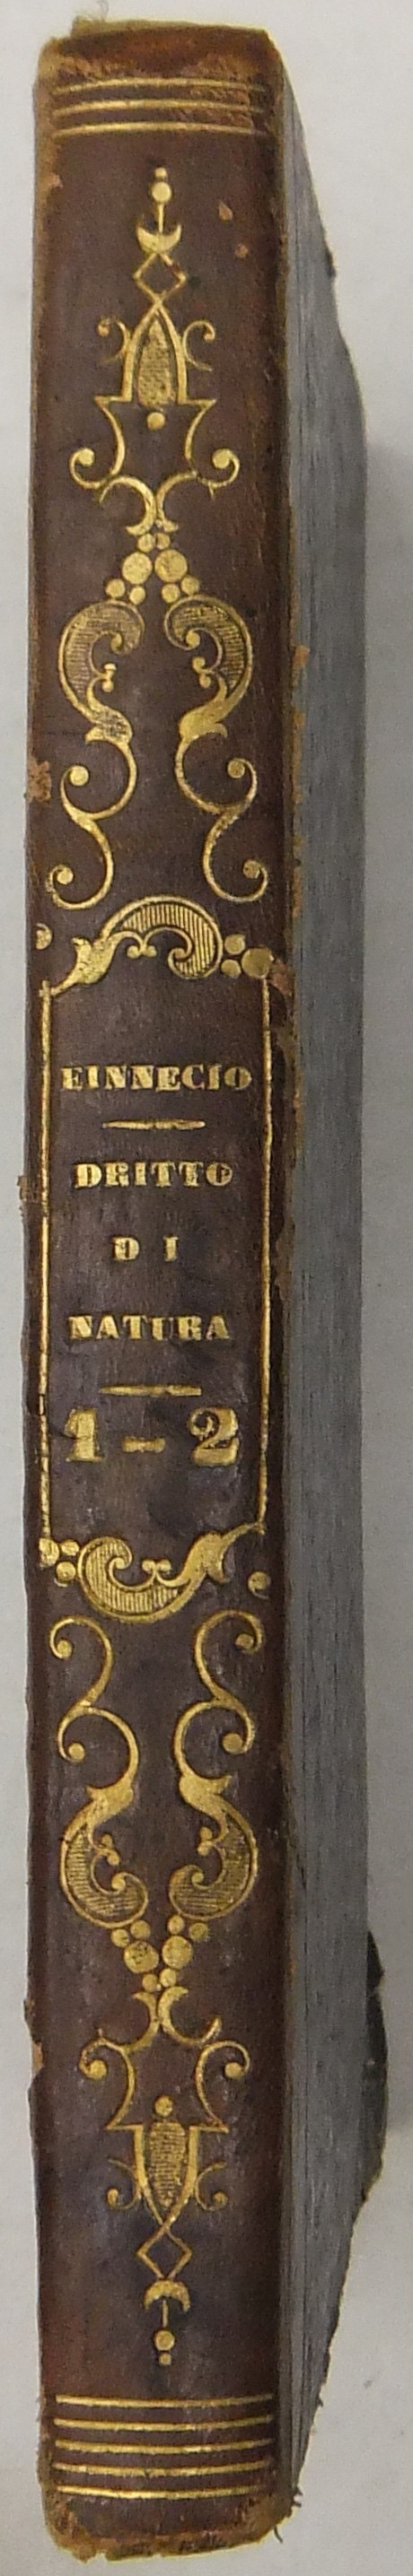 EINNECIO
DRITTO
DI
NATURA
1-2